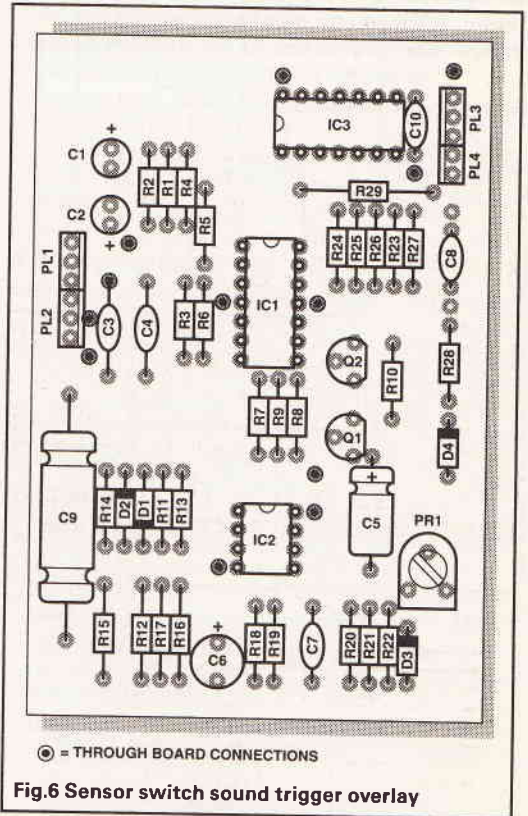 IC3
C10
PL3
PL4
C1
+
R2
R1
R4
R5
R29
C2
+
PL1
PL2
R24
R25
R26
R23
R27
C8
IC1
C3
C4
R3
R6
Q2
R10
R28
R7
R9
R8
Q1
D4
+
C9
R14
D2
D1
R11
R13
IC2
C5
PR1
R15
R12
R17
R16
+
C6
R18
R19
C7
R20
R21
R22
D3
= THROUGH BOARD CONNECTIONS
Fig.6 Sensor switch sound trigger overlay